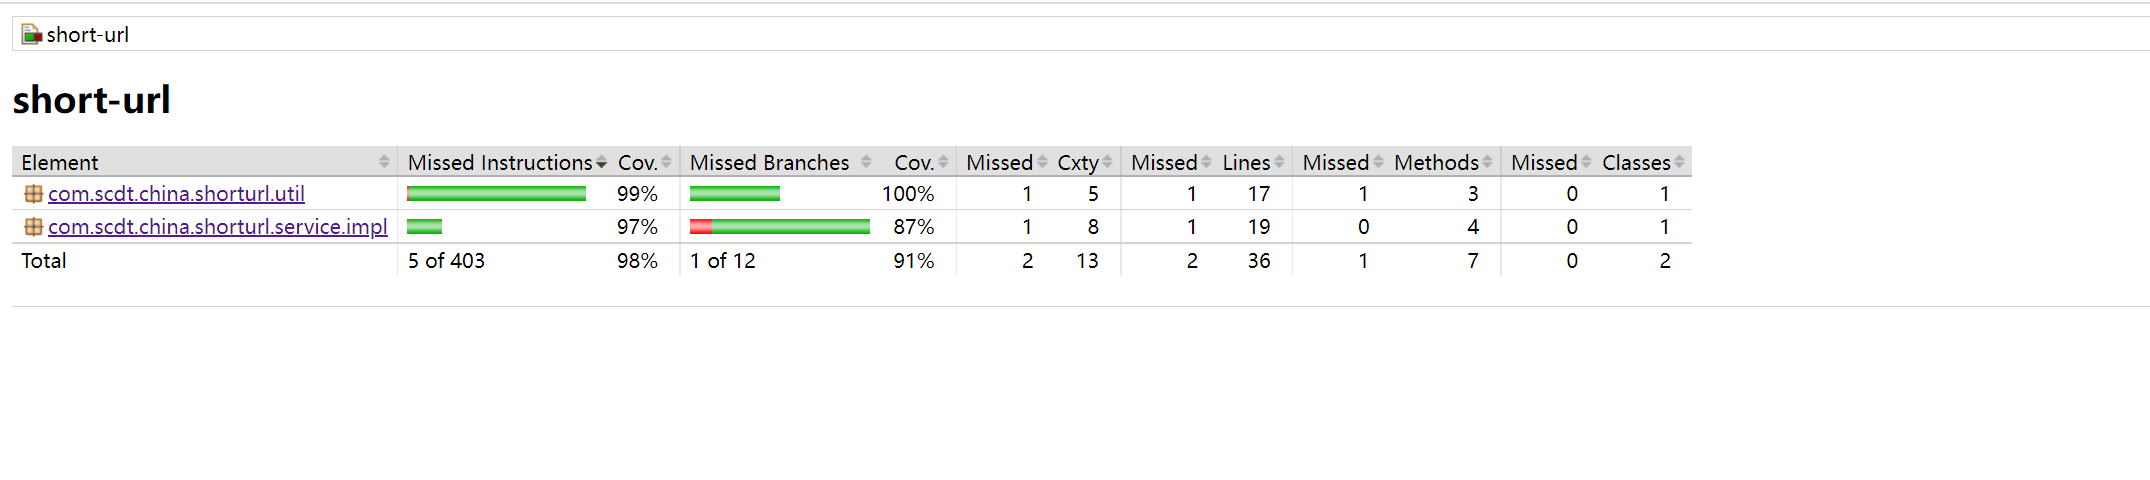 short-url
short-url
Element Missed Instructions Cov. Missed Branches Cov. Missed Cxty Missed Lines Missed Methods Missed Classes
com.scdt.china.shorturl.util 99% 100% 1 5 1 17 1 3 0 1
com.scdt.china.shorturl.service.impl 97% 87% 1 8 1 19 0 4 0 1
Total 5 of 403 98% 1 of 12 91% 2 13 2 36 1 7 0 2